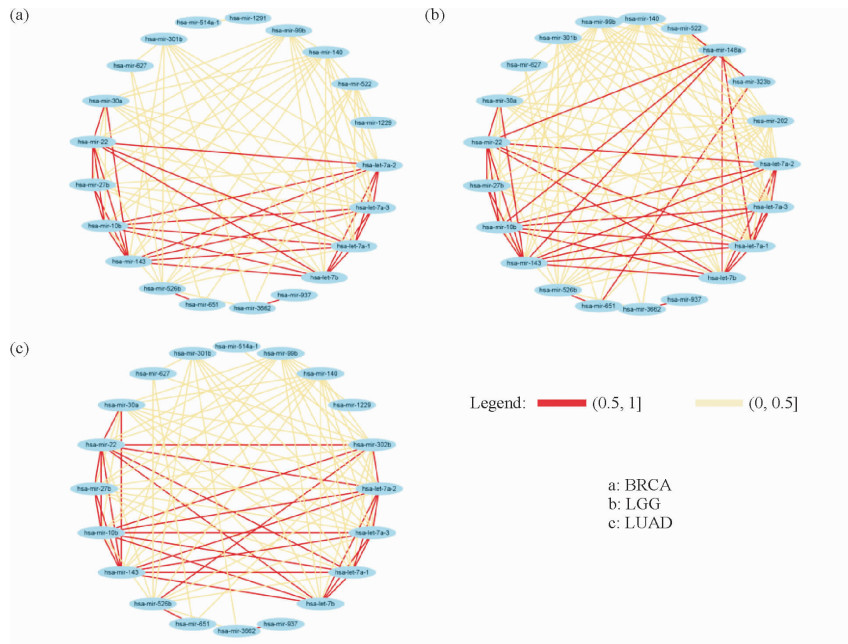 (a)
hsa-mir-1291
hsa-mir-514a-1
hsa-mir-99b
hsa-mir-301b
hsa-mir-140
hsa-mir-627
hsa-mir-522
hsa-mir-30a
hsa-mir-1229
hsa-mir-22
hsa-let-7a-2
hsa-mir-27b
hsa-let-7a-3
hsa-mir-10b
hsa-let-7a-1
hsa-mir-143
hsa-let-7b
hsa-mir-526b
hsa-mir-937
hsa-mir-651
hsa-mir-3662
(b)
hsa-mir-99b
hsa-mir-140
hsa-mir-522
hsa-mir-301b
hsa-mir-148a
hsa-mir-627
hsa-mir-323b
hsa-mir-30a
hsa-mir-202
hsa-mir-22
hsa-let-7a-2
hsa-mir-27b
hsa-let-7a-3
hsa-mir-10b
hsa-let-7a-1
hsa-mir-143
hsa-let-7b
hsa-mir-526b
hsa-mir-937
hsa-mir-651
hsa-mir-3662
(c)
hsa-mir-514a-1
hsa-mir-301b
hsa-mir-99b
hsa-mir-627
hsa-mir-140
hsa-mir-30a
hsa-mir-1229
hsa-mir-22
hsa-mir-302b
hsa-mir-27b
hsa-let-7a-2
hsa-mir-10b
hsa-let-7a-3
hsa-mir-143
hsa-let-7a-1
hsa-mir-526b
hsa-let-7b
hsa-mir-651
hsa-mir-937
hsa-mir-3662
Legend: (0.5, 1] (0, 0.5]
a: BRCA
b: LGG
c: LUAD